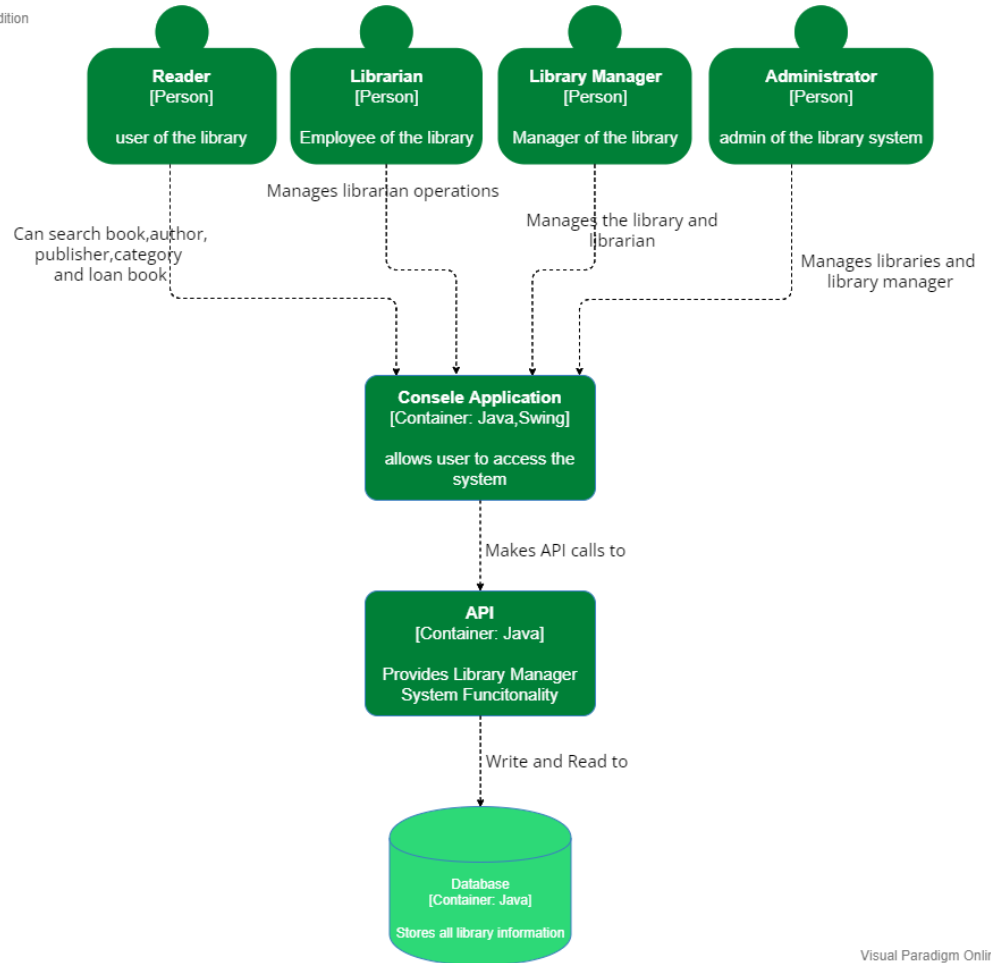 dition
Reader
[Person]
user of the library
Librarian
[Person]
Employee of the library
Library Manager
[Person]
Manager of the library
Administrator
[Person]
admin of the library system
Can search book,author,
publisher,category
and loan book
Manages librarian operations
Manages the library and
librarian
Manages libraries and
library manager
Consele Application
[Container: Java,Swing]
allows user to access the
system
Makes API calls to
API
[Container: Java]
Provides Library Manager
System Funcitonality
Write and Read to
Database
[Container: Java]
Stores all library information
Visual Paradigm Onlin